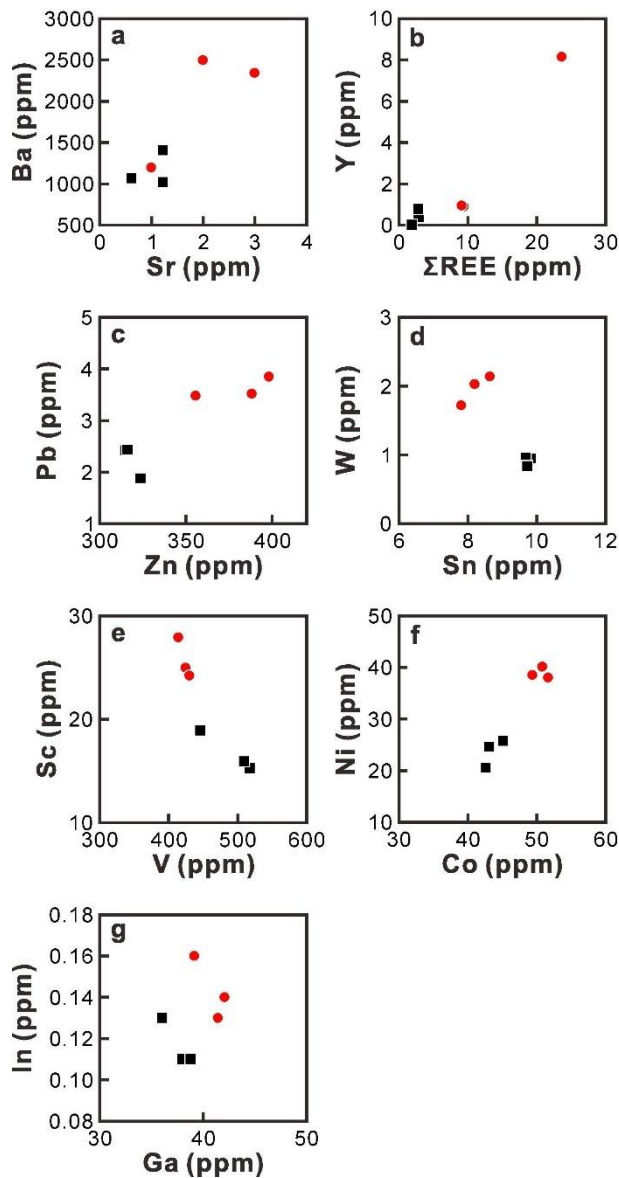 a
3000
2500
2000
1500
1000
500
Ba (ppm)
0 1 2 3 4
Sr (ppm)
b
10
8
6
4
2
0
Y (ppm)
0 10 20 30
ΣREE (ppm)
c
5
4
3
2
1
Pb (ppm)
300 350 400
Zn (ppm)
d
3
2
1
0
W (ppm)
6 8 10 12
Sn (ppm)
e
30
20
10
Sc (ppm)
300 400 500 600
V (ppm)
f
50
40
30
20
10
Ni (ppm)
30 40 50 60
Co (ppm)
g
0.18
0.16
0.14
0.12
0.10
0.08
In (ppm)
30 40 50
Ga (ppm)